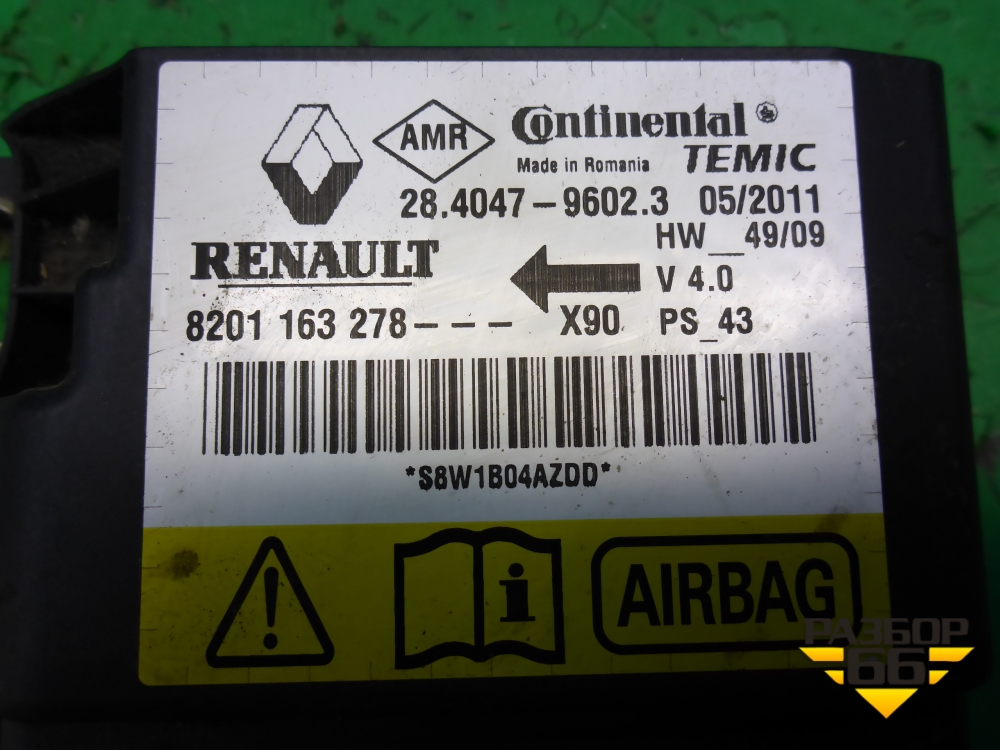 AMR
Continental
Made in Romania TEMIC
28.4047-9602.3 05/2011
HW_49/09
RENAULT
V 4.0
8201 163 278--- X90 PS_43
*S8W1B04AZDD*
i
AIRBAG
РАЗБОР
66